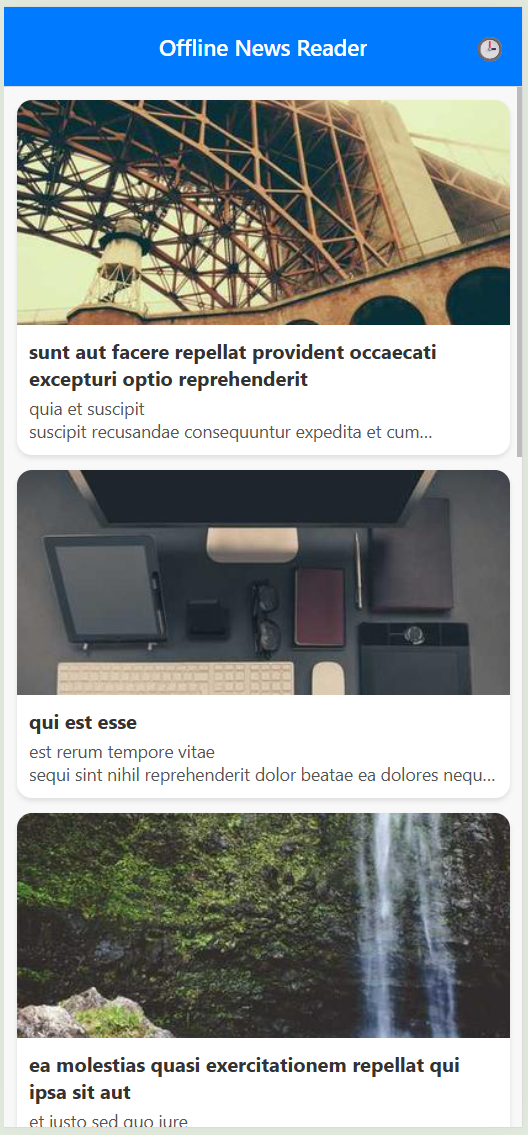 Offline News Reader
sunt aut facere repellat provident occaecati
excepturi optio reprehenderit
quia et suscipit
suscipit recusandae consequuntur expedita et cum...
qui est esse
est rerum tempore vitae
sequi sint nihil reprehenderit dolor beatae ea dolores nequ...
ea molestias quasi exercitationem repellat qui
ipsa sit aut
et iusto sed quo iure